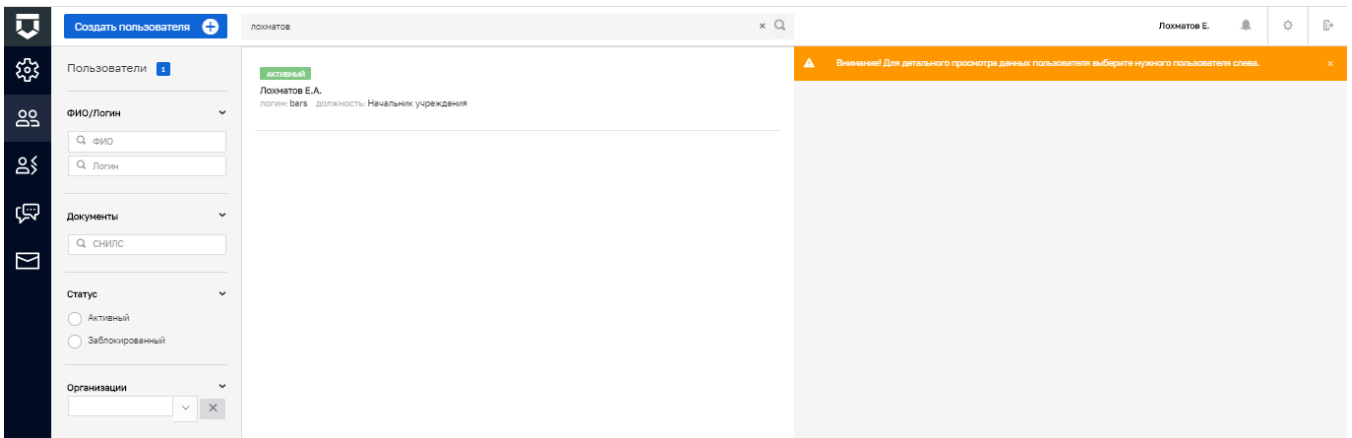 Создать пользователя
лохматов
Лохматов Е.
Пользователи 1
ФИО/Логин
ФИО
Логин
Документы
СНИЛС
Статус
Активный
Заблокированный
Организации
АКТИВНЫЙ
Лохматов Е.А.
логин: bars должность: Начальник учреждения
Внимание! Для детального просмотра данных пользователя выберите нужного пользователя слева.